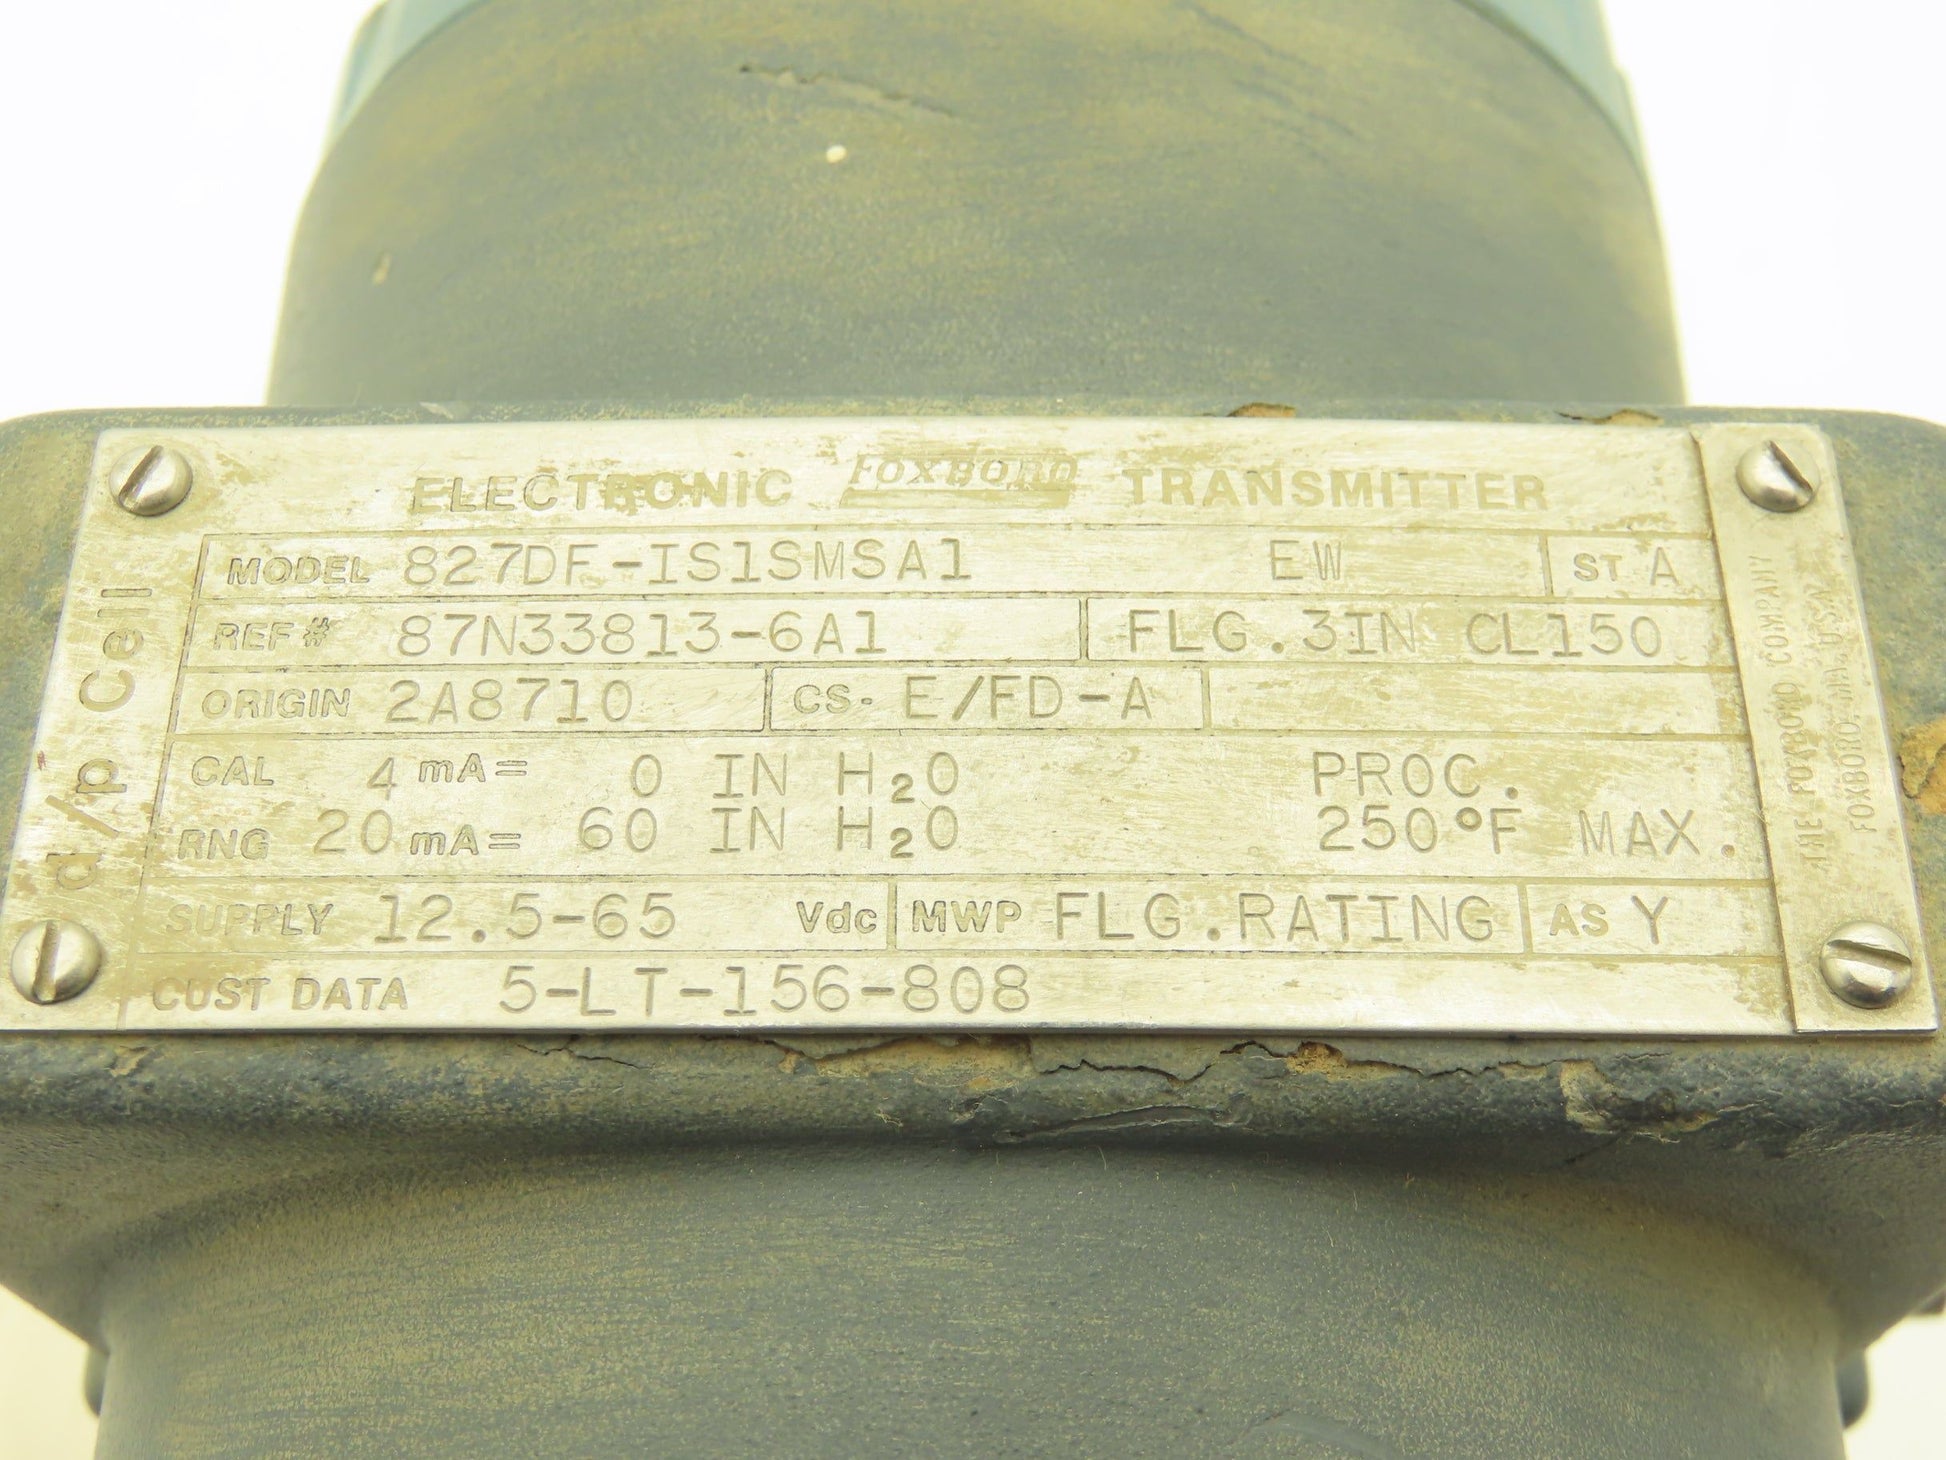 ELECTRONIC FOXBORO TRANSMITTER
MODEL 827DF-IS1SMSA1 EW ST A
REF# 87N33813-6A1 FLG.3IN CL150
ORIGIN 2A8710 CS- E/FD-A
CAL 4 mA= 0 IN H₂O PROC.
RNG 20 mA= 60 IN H₂O 250°F MAX.
SUPPLY 12.5-65 Vdc MWP FLG.RATING AS Y
CUST DATA 5-LT-156-808
d/p Cell
THE FOXBORO COMPANY
FOXBORO, MA, U.S.A.